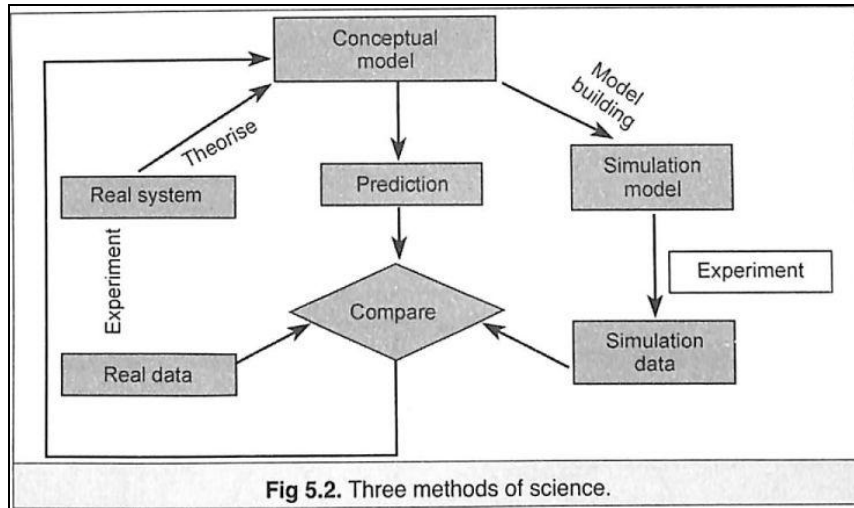 Conceptual
model
Model
building
Theorise
Real system
Prediction
Simulation
model
Experiment
Experiment
Compare
Real data
Simulation
data
Fig 5.2. Three methods of science.